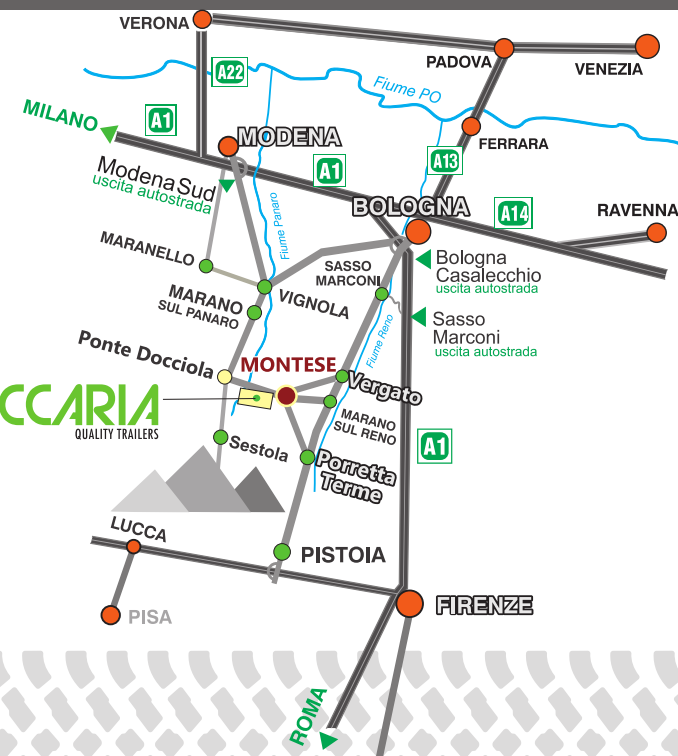 VERONA
PADOVA
VENEZIA
A22
Fiume PO
MILANO
A1
MODENA
FERRARA
A13
A1
Modena Sud
uscita autostrada
BOLOGNA
A14
RAVENNA
Fiume Panaro
MARANELLO
SASSO
MARCONI
Bologna
Casalecchio
uscita autostrada
MARANO
SUL PANARO
VIGNOLA
Sasso
Marconi
uscita autostrada
Fiume Reno
Ponte Docciola
MONTESE
Vergato
CCARIA
QUALITY TRAILERS
MARANO
SUL RENO
A1
Sestola
Porretta
Terme
LUCCA
PISTOIA
PISA
FIRENZE
ROMA